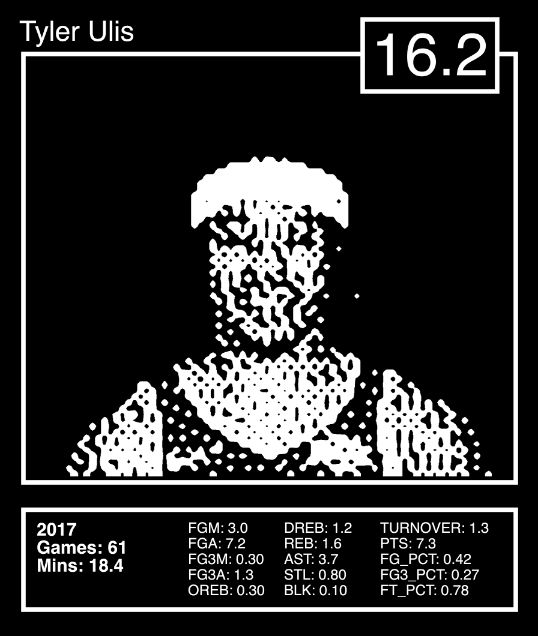 Tyler Ulis
16.2
2017
Games: 61
Mins: 18.4
FGM: 3.0
FGA: 7.2
FG3M: 0.30
FG3A: 1.3
OREB: 0.30
DREB: 1.2
REB: 1.6
AST: 3.7
STL: 0.80
BLK: 0.10
TURNOVER: 1.3
PTS: 7.3
FG_PCT: 0.42
FG3_PCT: 0.27
FT_PCT: 0.78